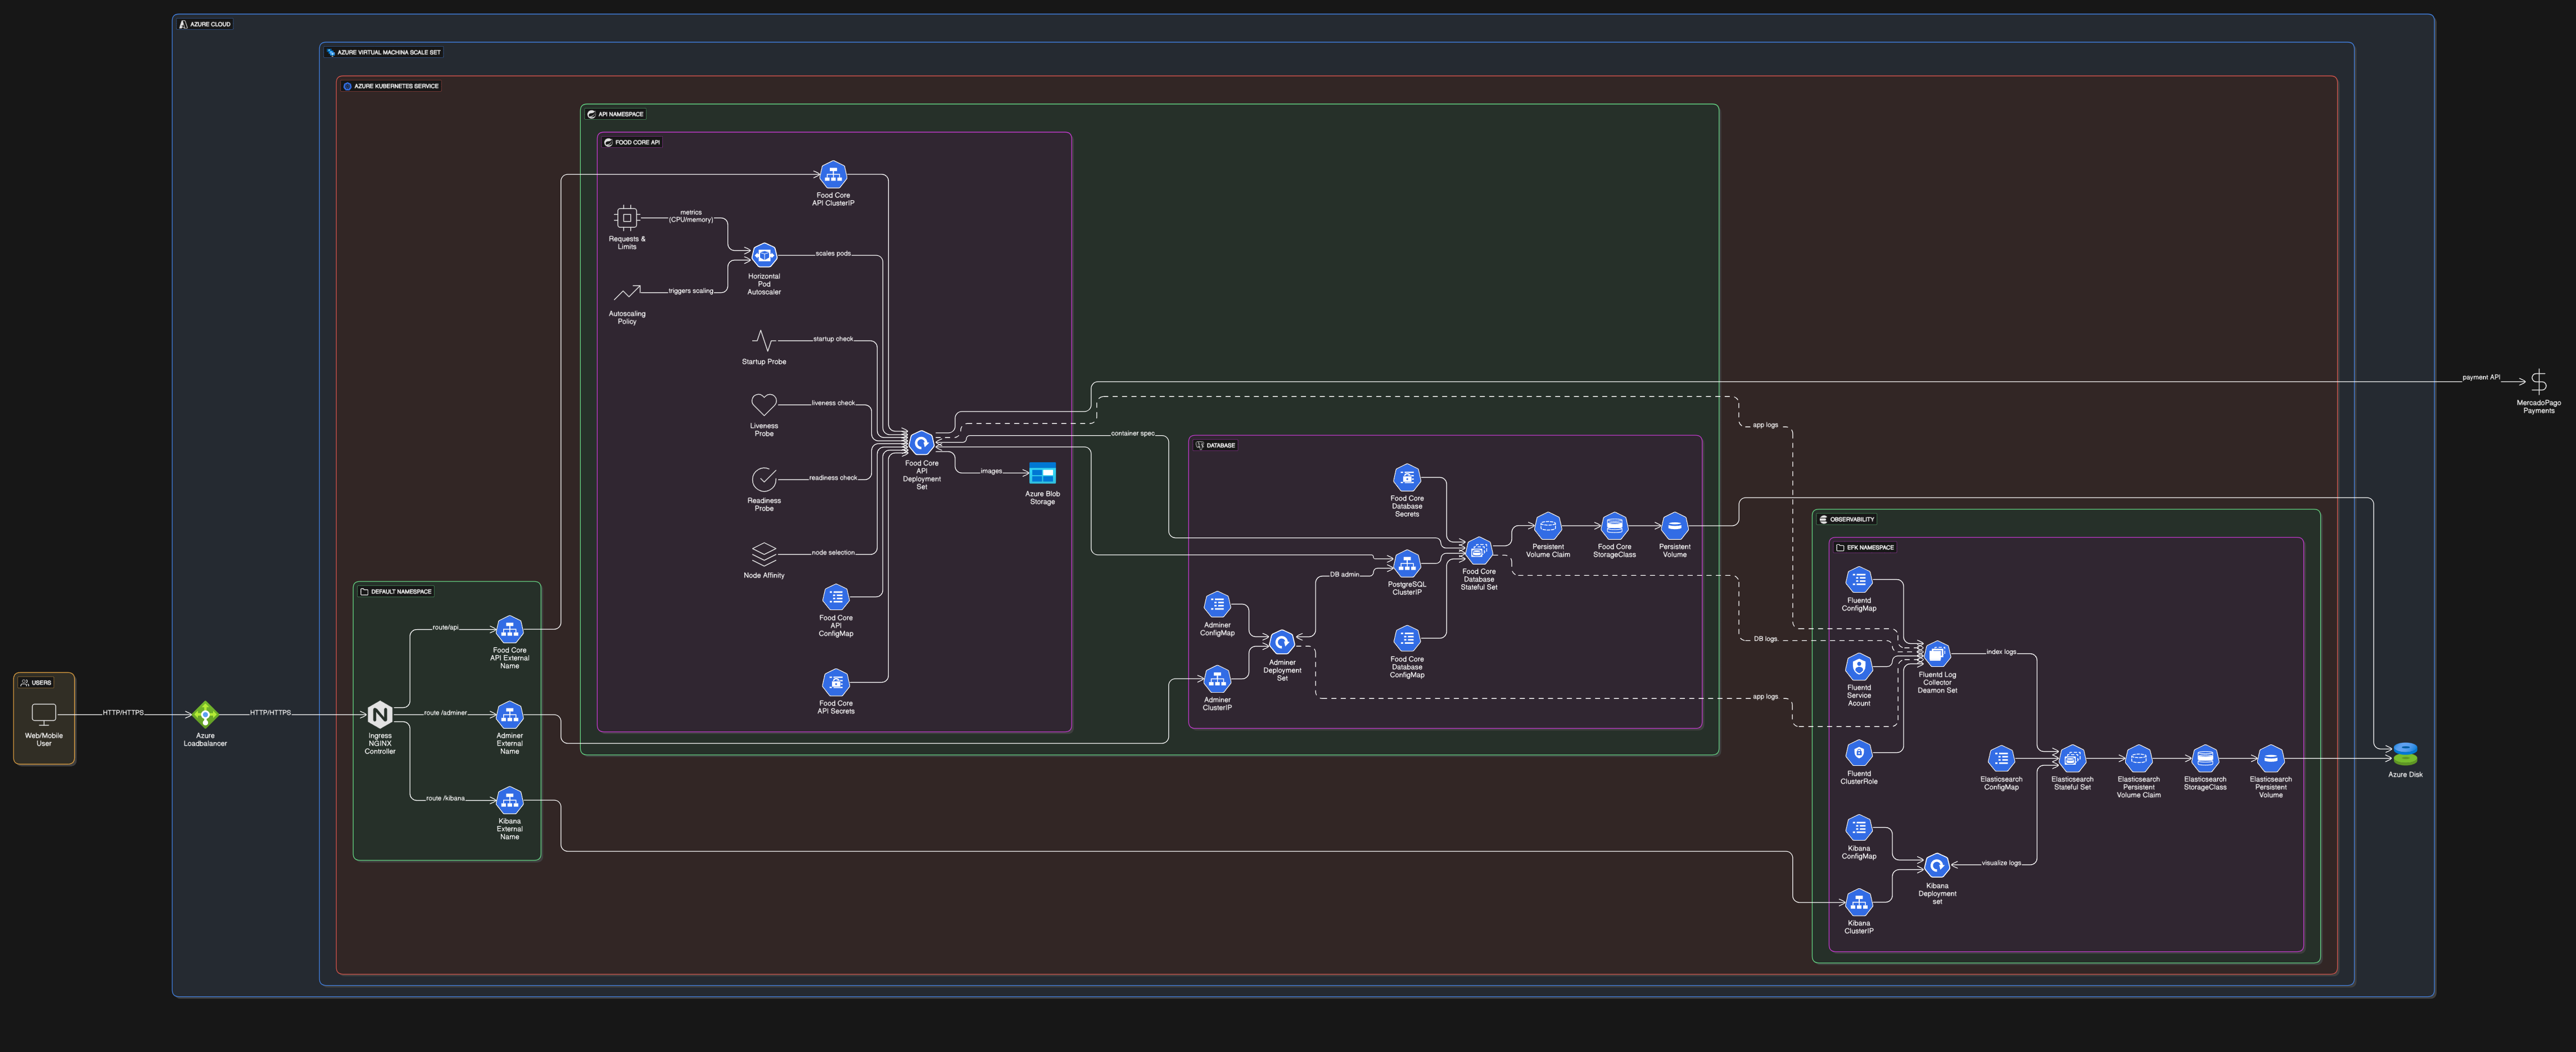 AZURE CLOUD
AZURE VIRTUAL MACHINA SCALE SET
AZURE KUBERNETES SERVICE
API NAMESPACE
FOOD CORE API
Food Core
API ClusterIP
Requests &
Limits
metrics
(CPU/memory)
Horizontal
Pod
Autoscaler
scales pods
triggers scaling
Autoscaling
Policy
Startup Probe
startup check
Liveness
Probe
liveness check
Readiness
Probe
readiness check
Node Affinity
node selection
Food Core
API
ConfigMap
Food Core
API Secrets
Food Core
API
Deployment
Set
images
Azure Blob
Storage
container spec
payment API
MercadoPago
Payments
DATABASE
Food Core
Database
Secrets
PostgreSQL
ClusterIP
DB admin
Food Core
Database
ConfigMap
Adminer
ConfigMap
Adminer
ClusterIP
Adminer
Deployment
Set
Food Core
Database
Stateful Set
Persistent
Volume Claim
Food Core
StorageClass
Persistent
Volume
app logs
DB logs
app logs
OBSERVABILITY
EFK NAMESPACE
Fluentd
ConfigMap
Fluentd
Service
Acount
Fluentd
ClusterRole
Fluentd Log
Collector
Deamon Set
index logs
Elasticsearch
ConfigMap
Elasticsearch
Stateful Set
Elasticsearch
Persistent
Volume Claim
Elasticsearch
StorageClass
Elasticsearch
Persistent
Volume
Azure Disk
Kibana
ConfigMap
Kibana
Deployment
set
visualize logs
Kibana
ClusterIP
DEFAULT NAMESPACE
route/api
Food Core
API External
Name
route /adminer
Adminer
External
Name
route /kibana
Kibana
External
Name
Ingress
NGINX
Controller
USERS
Web/Mobile
User
HTTP/HTTPS
Azure
Loadbalancer
HTTP/HTTPS